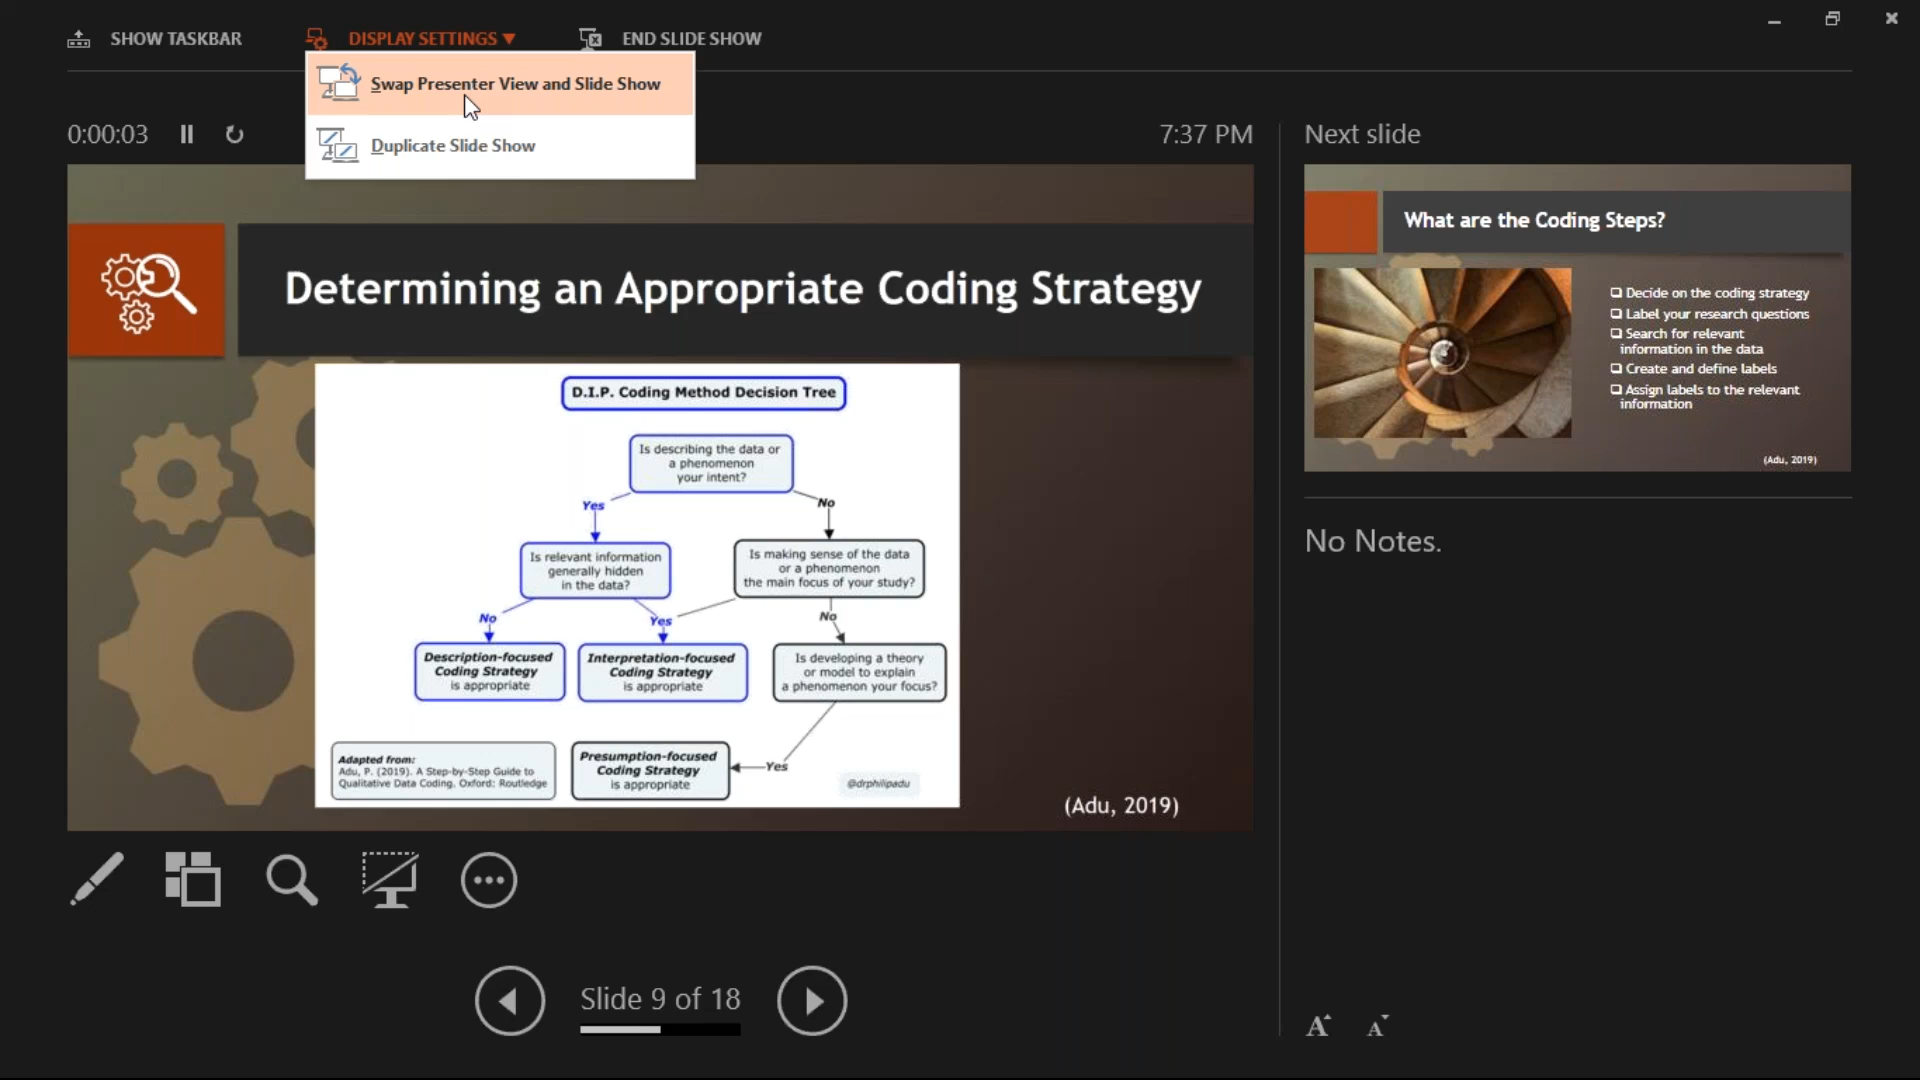 SHOW TASKBAR
DISPLAY SETTINGS ▼
END SLIDE SHOW
Swap Presenter View and Slide Show
Duplicate Slide Show
0:00:03
7:37 PM
Determining an Appropriate Coding Strategy
D.I.P. Coding Method Decision Tree
Is describing the data or
a phenomenon
your intent?
Yes
No
Is relevant information
generally hidden
in the data?
Is making sense of the data
or a phenomenon
the main focus of your study?
No
Yes
No
Description-focused
Coding Strategy
is appropriate
Interpretation-focused
Coding Strategy
is appropriate
Is developing a theory
or model to explain
a phenomenon your focus?
Yes
Presumption-focused
Coding Strategy
is appropriate
Adapted from:
Adu, P. (2019). A Step-by-Step Guide to
Qualitative Data Coding. Oxford: Routledge
@drphilipadu
(Adu, 2019)
Slide 9 of 18
Next slide
What are the Coding Steps?
❑ Decide on the coding strategy
❑ Label your research questions
❑ Search for relevant
information in the data
❑ Create and define labels
❑ Assign labels to the relevant
information
(Adu, 2019)
No Notes.
A
A